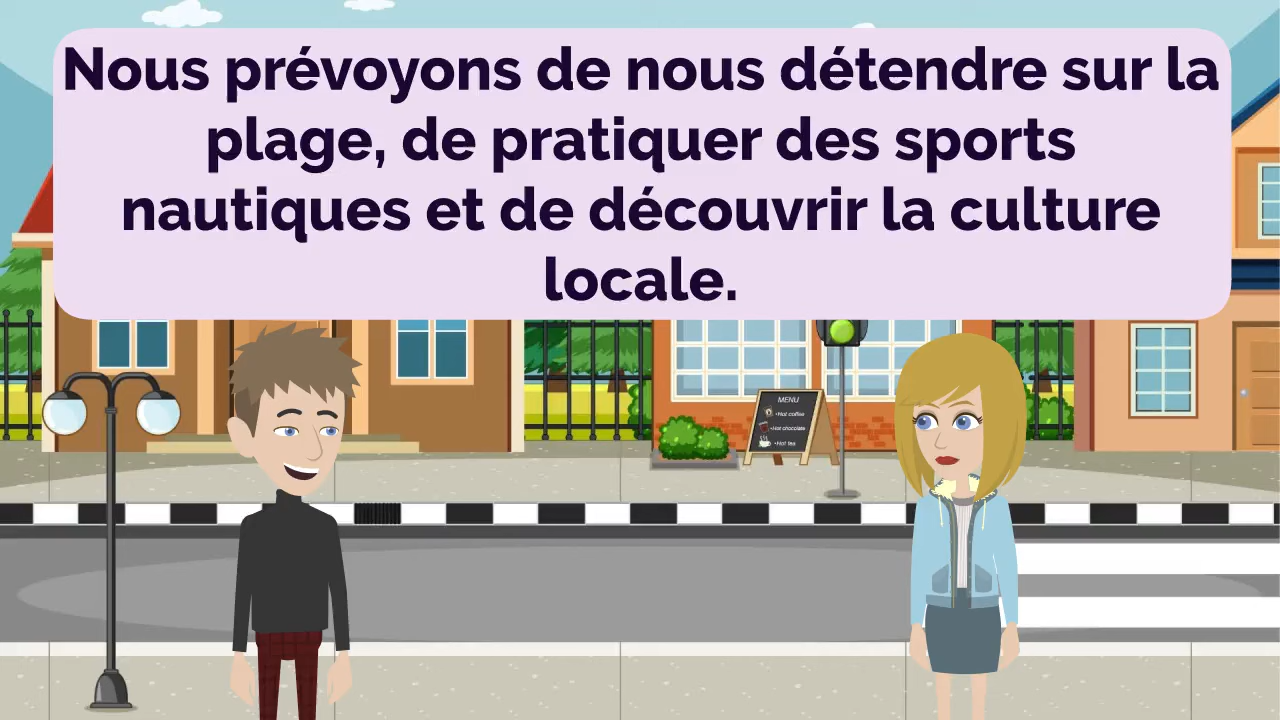 Nous prévoyons de nous détendre sur la
plage, de pratiquer des sports
nautiques et de découvrir la culture
locale.
MENU
•Hot coffee
•Hot chocolate
•Hot tea